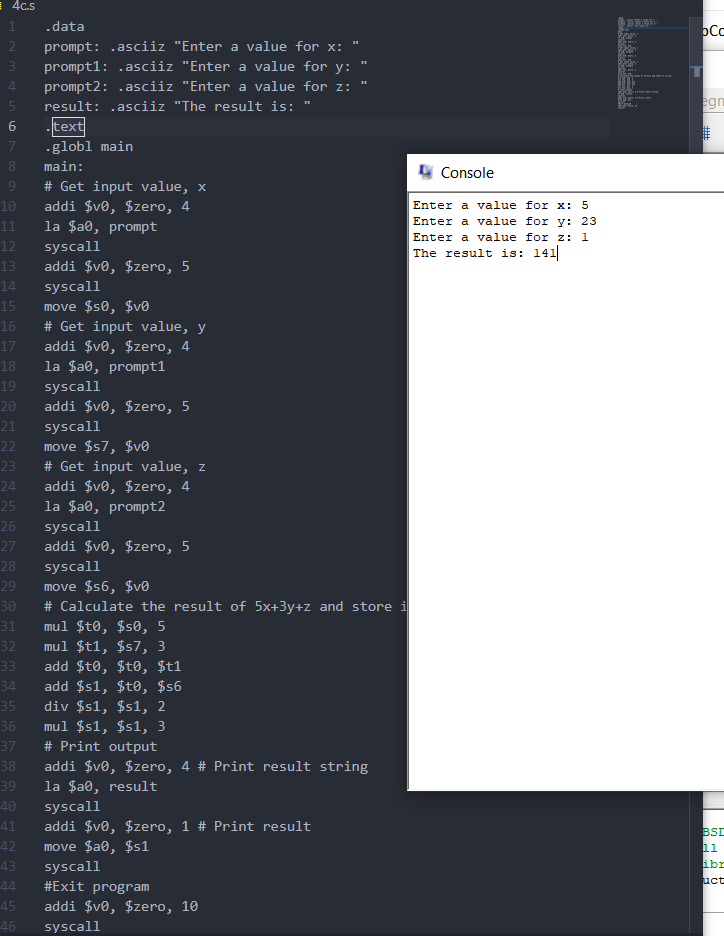 4c.s
1 .data
2 prompt: .asciiz "Enter a value for x: "
3 prompt1: .asciiz "Enter a value for y: "
4 prompt2: .asciiz "Enter a value for z: "
5 result: .asciiz "The result is: "
6 .text
7 .globl main
8 main:
9 # Get input value, x
10 addi $v0, $zero, 4
11 la $a0, prompt
12 syscall
13 addi $v0, $zero, 5
14 syscall
15 move $s0, $v0
16 # Get input value, y
17 addi $v0, $zero, 4
18 la $a0, prompt1
19 syscall
20 addi $v0, $zero, 5
21 syscall
22 move $s7, $v0
23 # Get input value, z
24 addi $v0, $zero, 4
25 la $a0, prompt2
26 syscall
27 addi $v0, $zero, 5
28 syscall
29 move $s6, $v0
30 # Calculate the result of 5x+3y+z and store i
31 mul $t0, $s0, 5
32 mul $t1, $s7, 3
33 add $t0, $t0, $t1
34 add $s1, $t0, $s6
35 div $s1, $s1, 2
36 mul $s1, $s1, 3
37 # Print output
38 addi $v0, $zero, 4 # Print result string
39 la $a0, result
40 syscall
41 addi $v0, $zero, 1 # Print result
42 move $a0, $s1
43 syscall
44 #Exit program
45 addi $v0, $zero, 10
46 syscall
Console
Enter a value for x: 5
Enter a value for y: 23
Enter a value for z: 1
The result is: 141
#
BSD
ll
ibr
uct